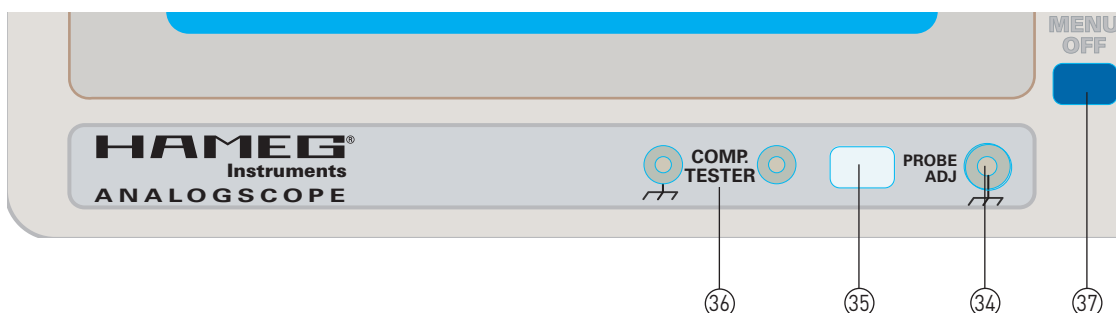 MENU
OFF
HAMEG®
Instruments
ANALOGSCOPE
COMP.
TESTER
PROBE
ADJ
36 35 34 37